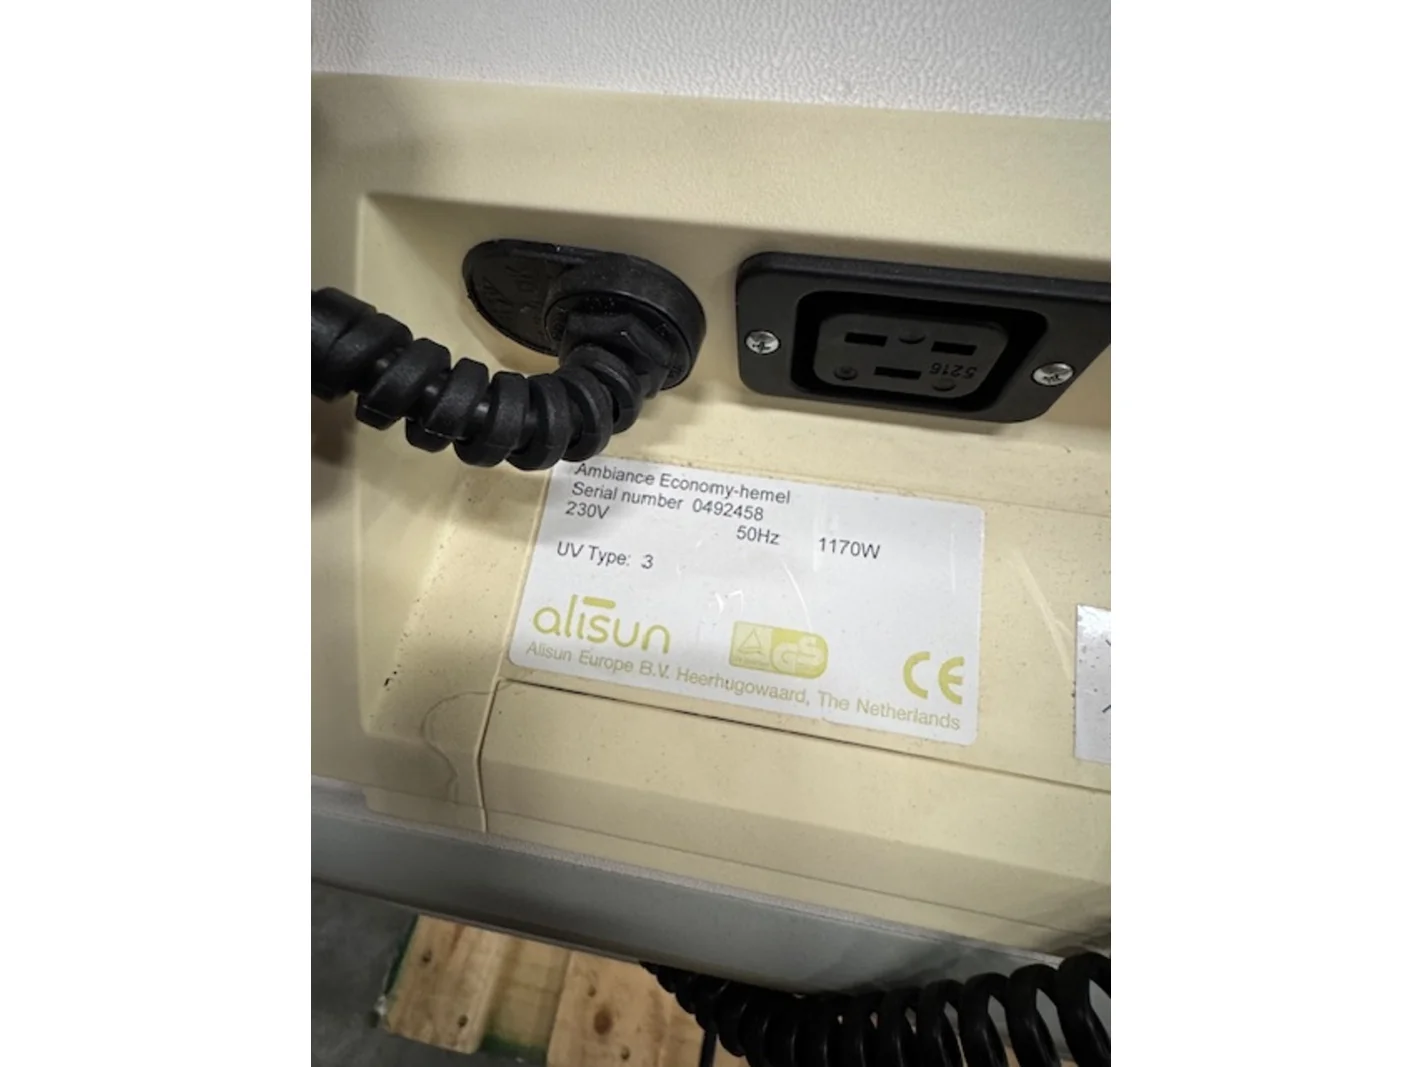 5216
Ambiance Economy-hemel
Serial number 0492458
230V 50Hz 1170W
UV Type: 3
alisun
GS
CE
Alisun Europe B.V. Heerhugowaard, The Netherlands